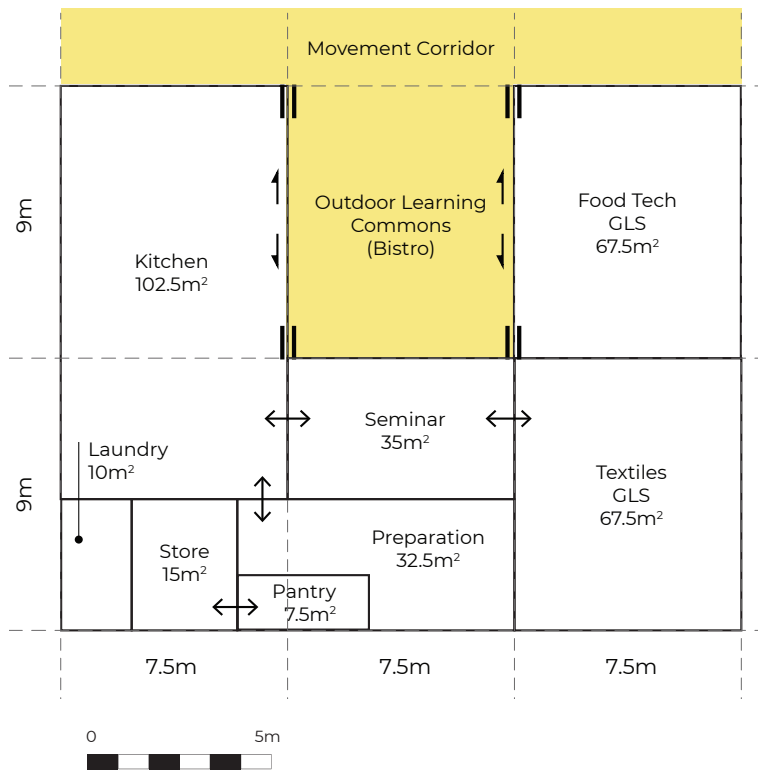 Movement Corridor
9m
Kitchen
102.5m²
Outdoor Learning
Commons
(Bistro)
Food Tech
GLS
67.5m²
9m
Laundry
10m²
Seminar
35m²
Textiles
GLS
67.5m²
Store
15m²
Preparation
32.5m²
Pantry
7.5m²
7.5m
7.5m
7.5m
0
5m